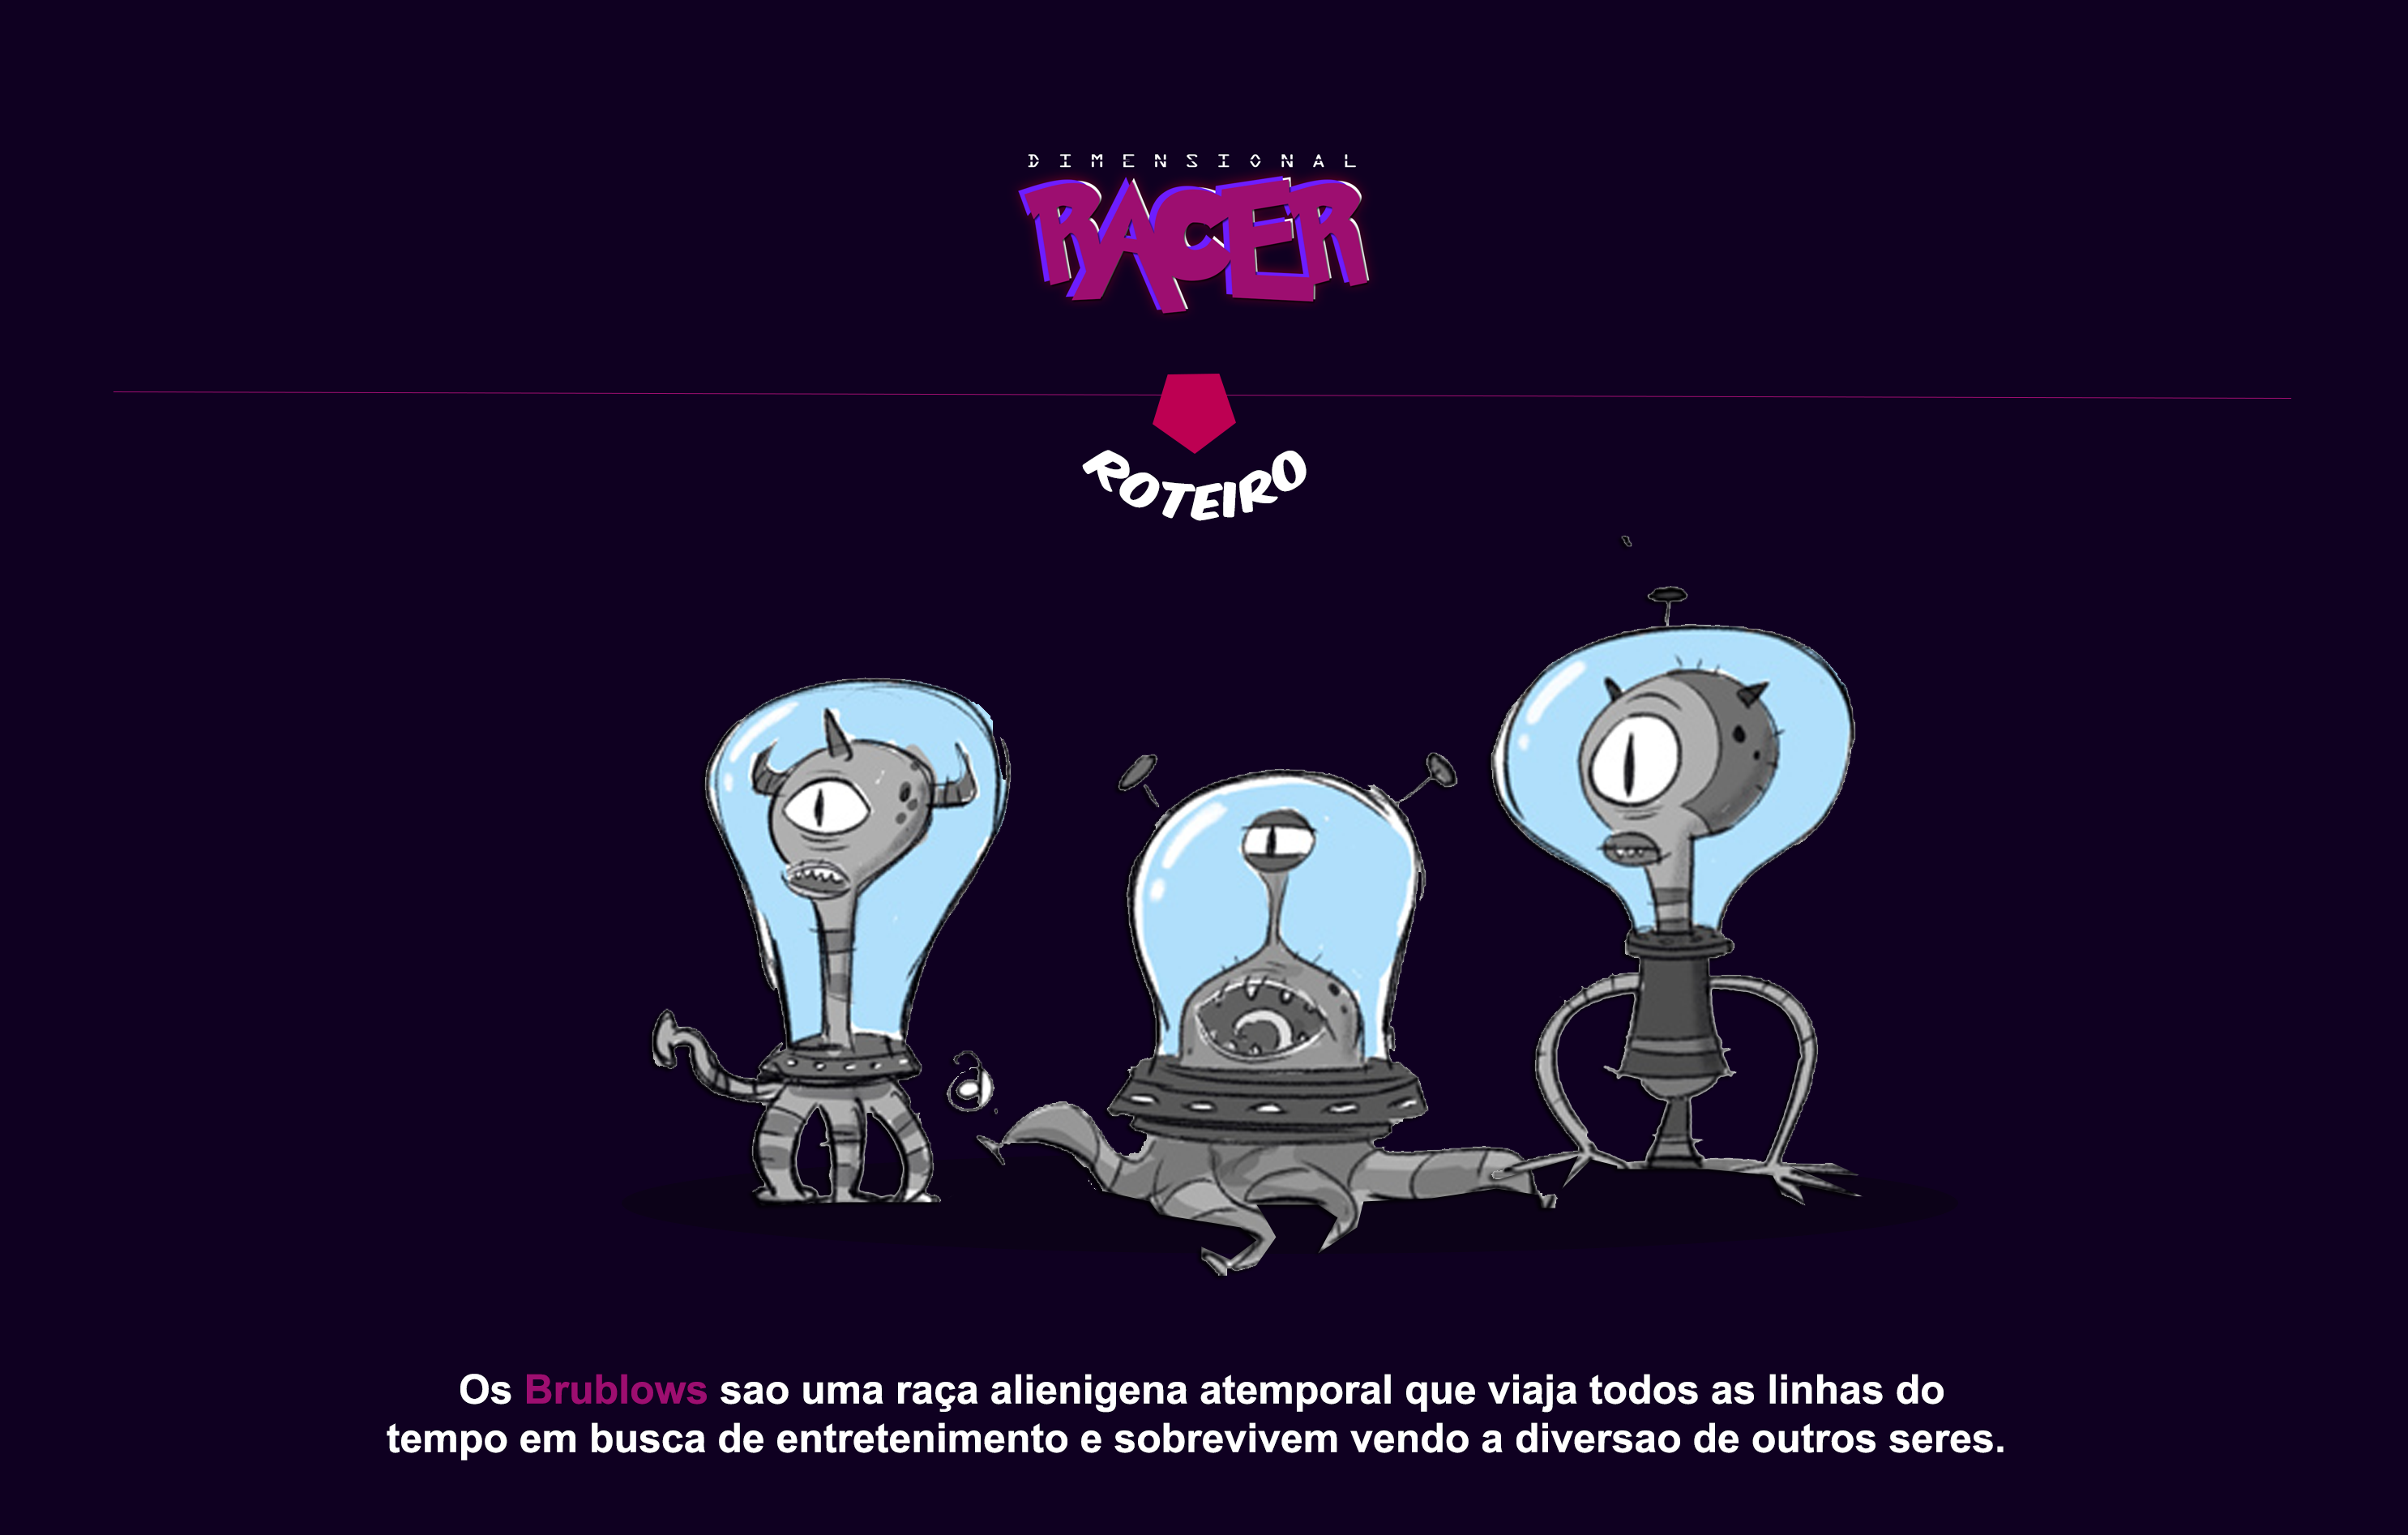 DIMENSIONAL
RACER
ROTEIRO
Os Brublows sao uma raça alienigena atemporal que viaja todos as linhas do
tempo em busca de entretenimento e sobrevivem vendo a diversao de outros seres.